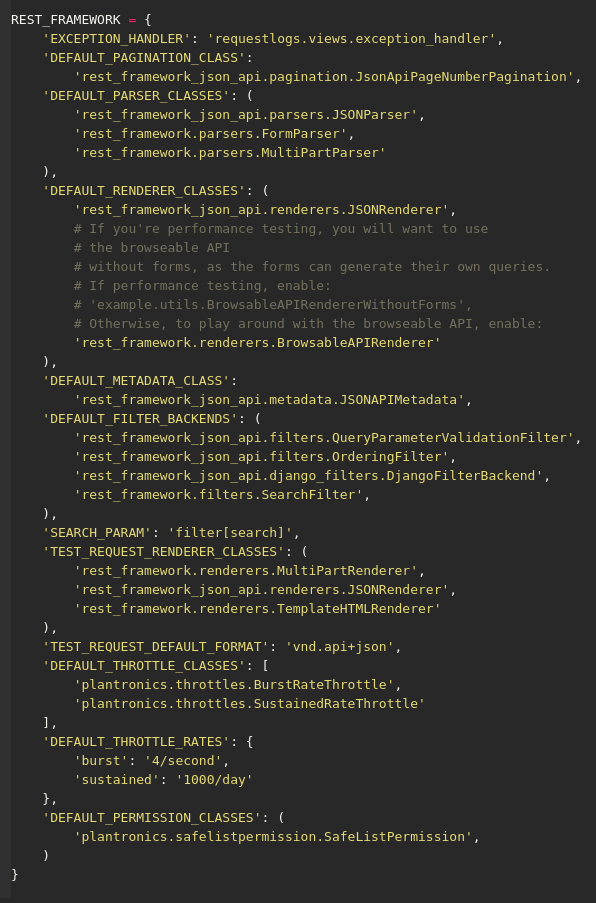 REST_FRAMEWORK = {
    'EXCEPTION_HANDLER': 'requestlogs.views.exception_handler',
    'DEFAULT_PAGINATION_CLASS':
        'rest_framework_json_api.pagination.JsonApiPageNumberPagination',
    'DEFAULT_PARSER_CLASSES': (
        'rest_framework_json_api.parsers.JSONParser',
        'rest_framework.parsers.FormParser',
        'rest_framework.parsers.MultiPartParser'
    ),
    'DEFAULT_RENDERER_CLASSES': (
        'rest_framework_json_api.renderers.JSONRenderer',
        # If you're performance testing, you will want to use
        # the browseable API
        # without forms, as the forms can generate their own queries.
        # If performance testing, enable:
        # 'example.utils.BrowsableAPIRendererWithoutForms',
        # Otherwise, to play around with the browseable API, enable:
        'rest_framework.renderers.BrowsableAPIRenderer'
    ),
    'DEFAULT_METADATA_CLASS':
        'rest_framework_json_api.metadata.JSONAPIMetadata',
    'DEFAULT_FILTER_BACKENDS': (
        'rest_framework_json_api.filters.QueryParameterValidationFilter',
        'rest_framework_json_api.filters.OrderingFilter',
        'rest_framework_json_api.django_filters.DjangoFilterBackend',
        'rest_framework.filters.SearchFilter',
    ),
    'SEARCH_PARAM': 'filter[search]',
    'TEST_REQUEST_RENDERER_CLASSES': (
        'rest_framework.renderers.MultiPartRenderer',
        'rest_framework_json_api.renderers.JSONRenderer',
        'rest_framework.renderers.TemplateHTMLRenderer'
    ),
    'TEST_REQUEST_DEFAULT_FORMAT': 'vnd.api+json',
    'DEFAULT_THROTTLE_CLASSES': [
        'plantronics.throttles.BurstRateThrottle',
        'plantronics.throttles.SustainedRateThrottle'
    ],
    'DEFAULT_THROTTLE_RATES': {
        'burst': '4/second',
        'sustained': '1000/day'
    },
    'DEFAULT_PERMISSION_CLASSES': (
        'plantronics.safelistpermission.SafeListPermission',
    )
}